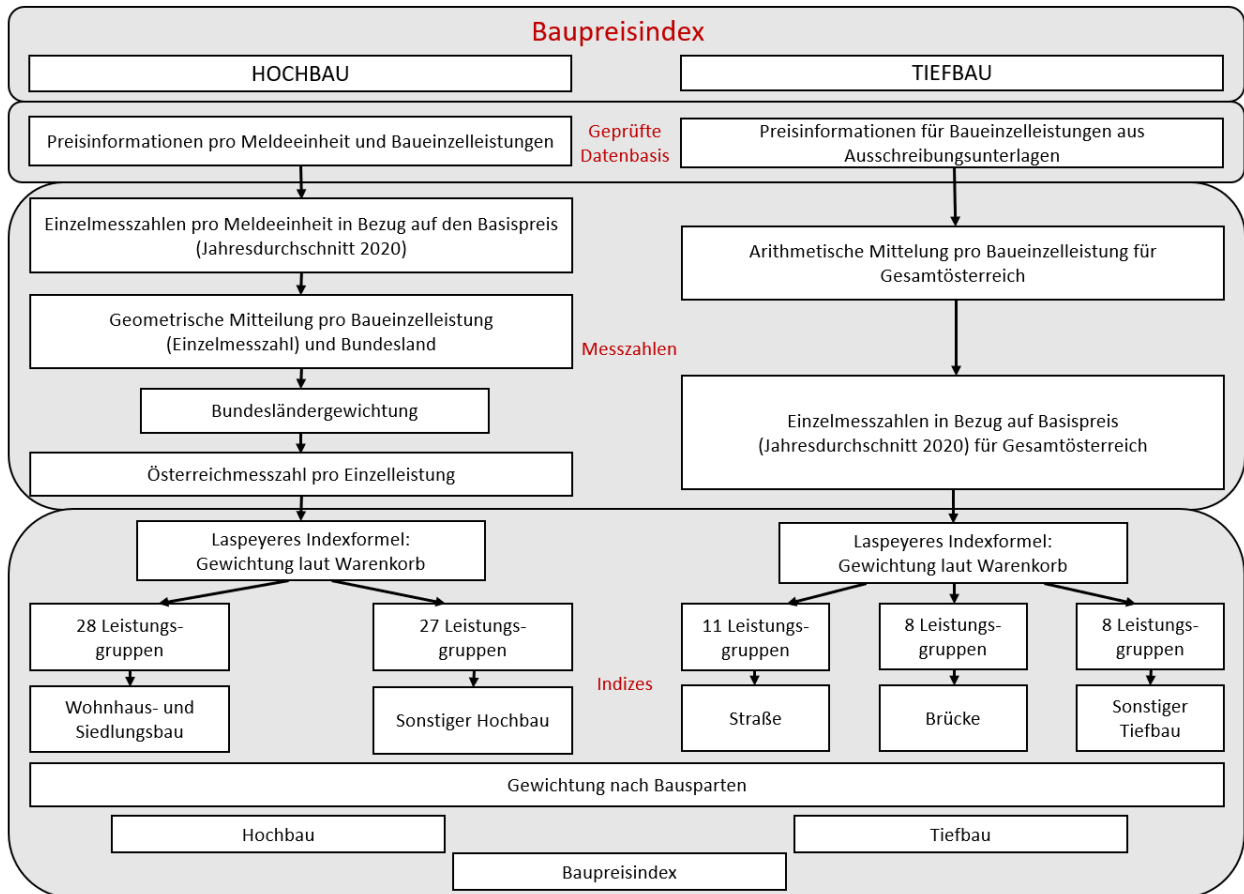 Baupreisindex
HOCHBAU
TIEFBAU
Preisinformationen pro Meldeeinheit und Baueinzelleistungen
Geprüfte
Datenbasis
Preisinformationen für Baueinzelleistungen aus
Ausschreibungsunterlagen
Einzelmesszahlen pro Meldeeinheit in Bezug auf den Basispreis
(Jahresdurchschnitt 2020)
Geometrische Mitteilung pro Baueinzelleistung
(Einzelmesszahl) und Bundesland
Bundesländergewichtung
Österreichmesszahl pro Einzelleistung
Messzahlen
Arithmetische Mittelung pro Baueinzelleistung für
Gesamtösterreich
Einzelmesszahlen in Bezug auf Basispreis
(Jahresdurchschnitt 2020) für Gesamtösterreich
Laspeyeres Indexformel:
Gewichtung laut Warenkorb
28 Leistungs-
gruppen
27 Leistungs-
gruppen
Wohnhaus- und
Siedlungsbau
Sonstiger Hochbau
Indizes
Laspeyeres Indexformel:
Gewichtung laut Warenkorb
11 Leistungs-
gruppen
8 Leistungs-
gruppen
8 Leistungs-
gruppen
Straße
Brücke
Sonstiger
Tiefbau
Gewichtung nach Bausparten
Hochbau
Tiefbau
Baupreisindex